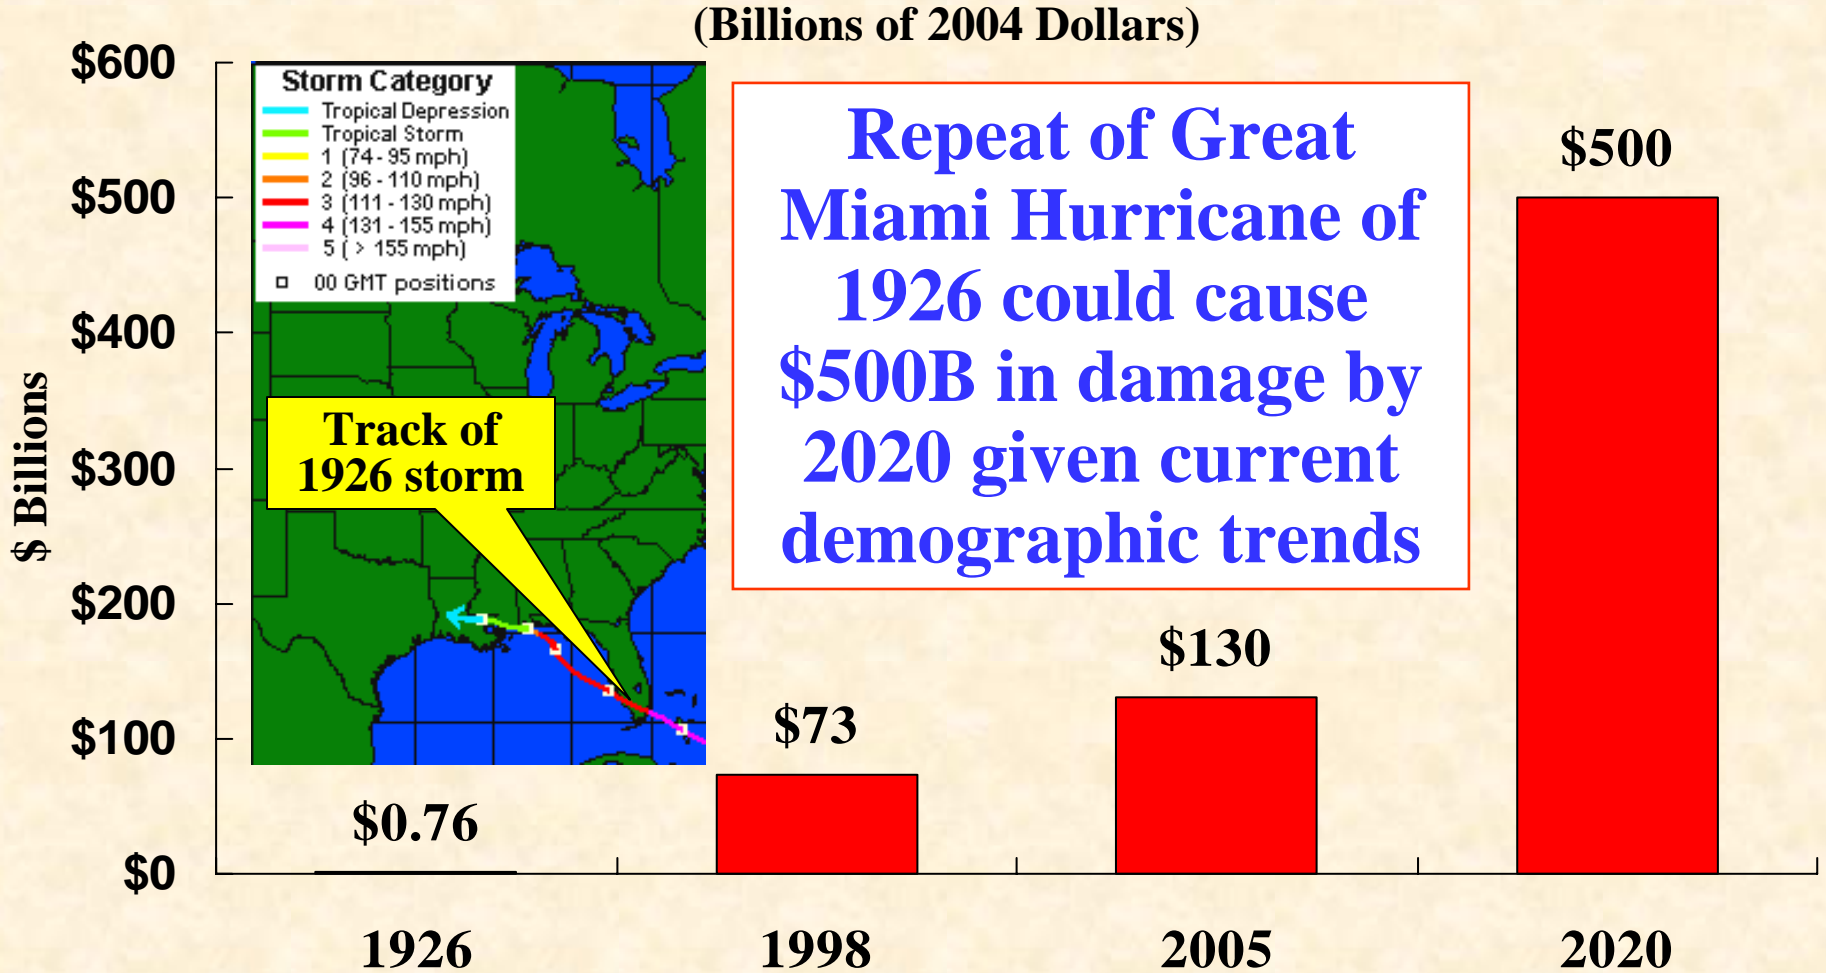 (Billions of 2004 Dollars)
$ Billions
$600
$500
$400
$300
$200
$100
$0
Storm Category
Tropical Depression
Tropical Storm
1 (74 - 95 mph)
2 (96 - 110 mph)
3 (111 - 130 mph)
4 (131 - 155 mph)
5 ( > 155 mph)
00 GMT positions
Track of
1926 storm
Repeat of Great
Miami Hurricane of
1926 could cause
$500B in damage by
2020 given current
demographic trends
$0.76
$73
$130
$500
1926
1998
2005
2020